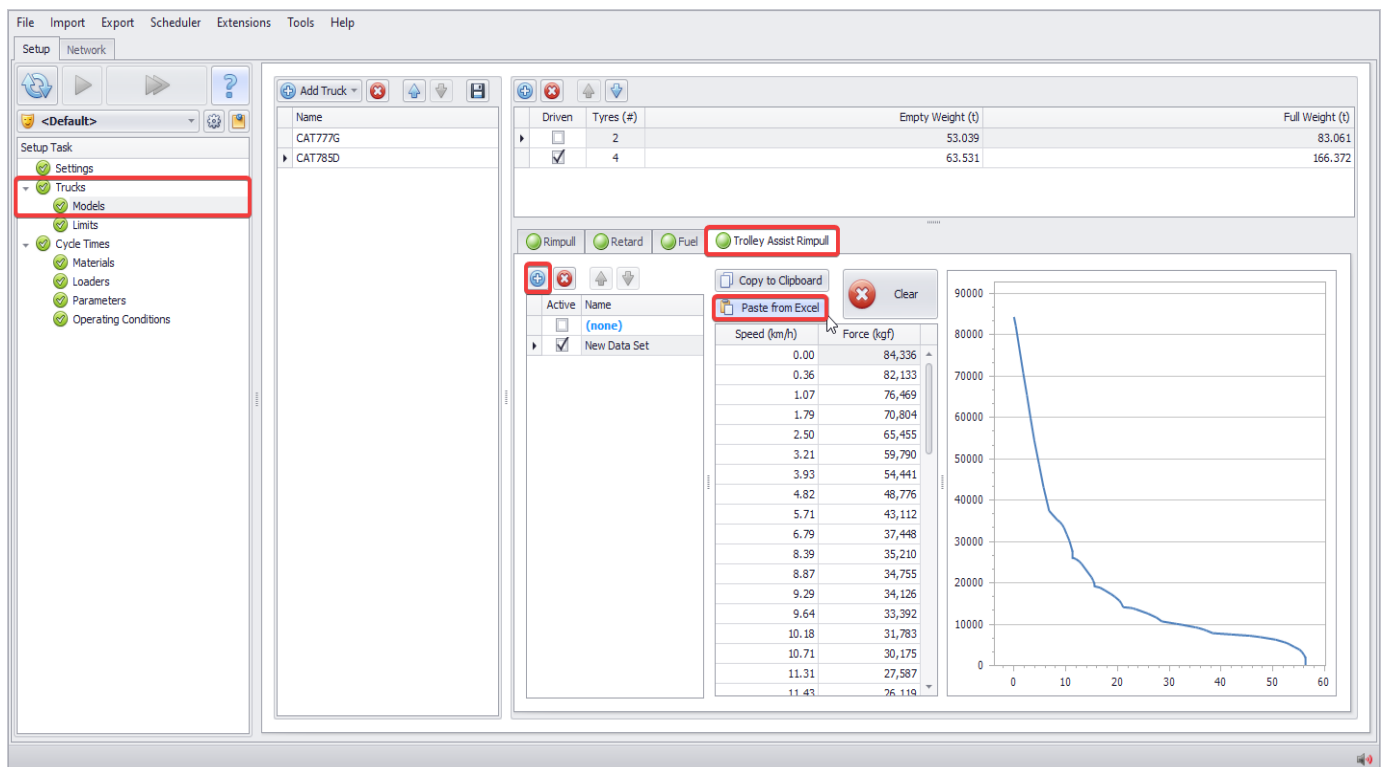 File Import Export Scheduler Extensions Tools Help
Setup Network
<Default>
Setup Task
Settings
Trucks
Models
Limits
Cycle Times
Materials
Loaders
Parameters
Operating Conditions
Add Truck
Name
CAT777G
CAT785D
Driven Tyres (#) Empty Weight (t) Full Weight (t)
2 53.039 83.061
4 63.531 166.372
Rimpull Retard Fuel Trolley Assist Rimpull
Active Name
(none)
New Data Set
Copy to Clipboard
Paste from Excel
Clear
Speed (km/h) Force (kgf)
0.00 84,336
0.36 82,133
1.07 76,469
1.79 70,804
2.50 65,455
3.21 59,790
3.93 54,441
4.82 48,776
5.71 43,112
6.79 37,448
8.39 35,210
8.87 34,755
9.29 34,126
9.64 33,392
10.18 31,783
10.71 30,175
11.31 27,587
11.43 26,119
90000
80000
70000
60000
50000
40000
30000
20000
10000
0
0 10 20 30 40 50 60